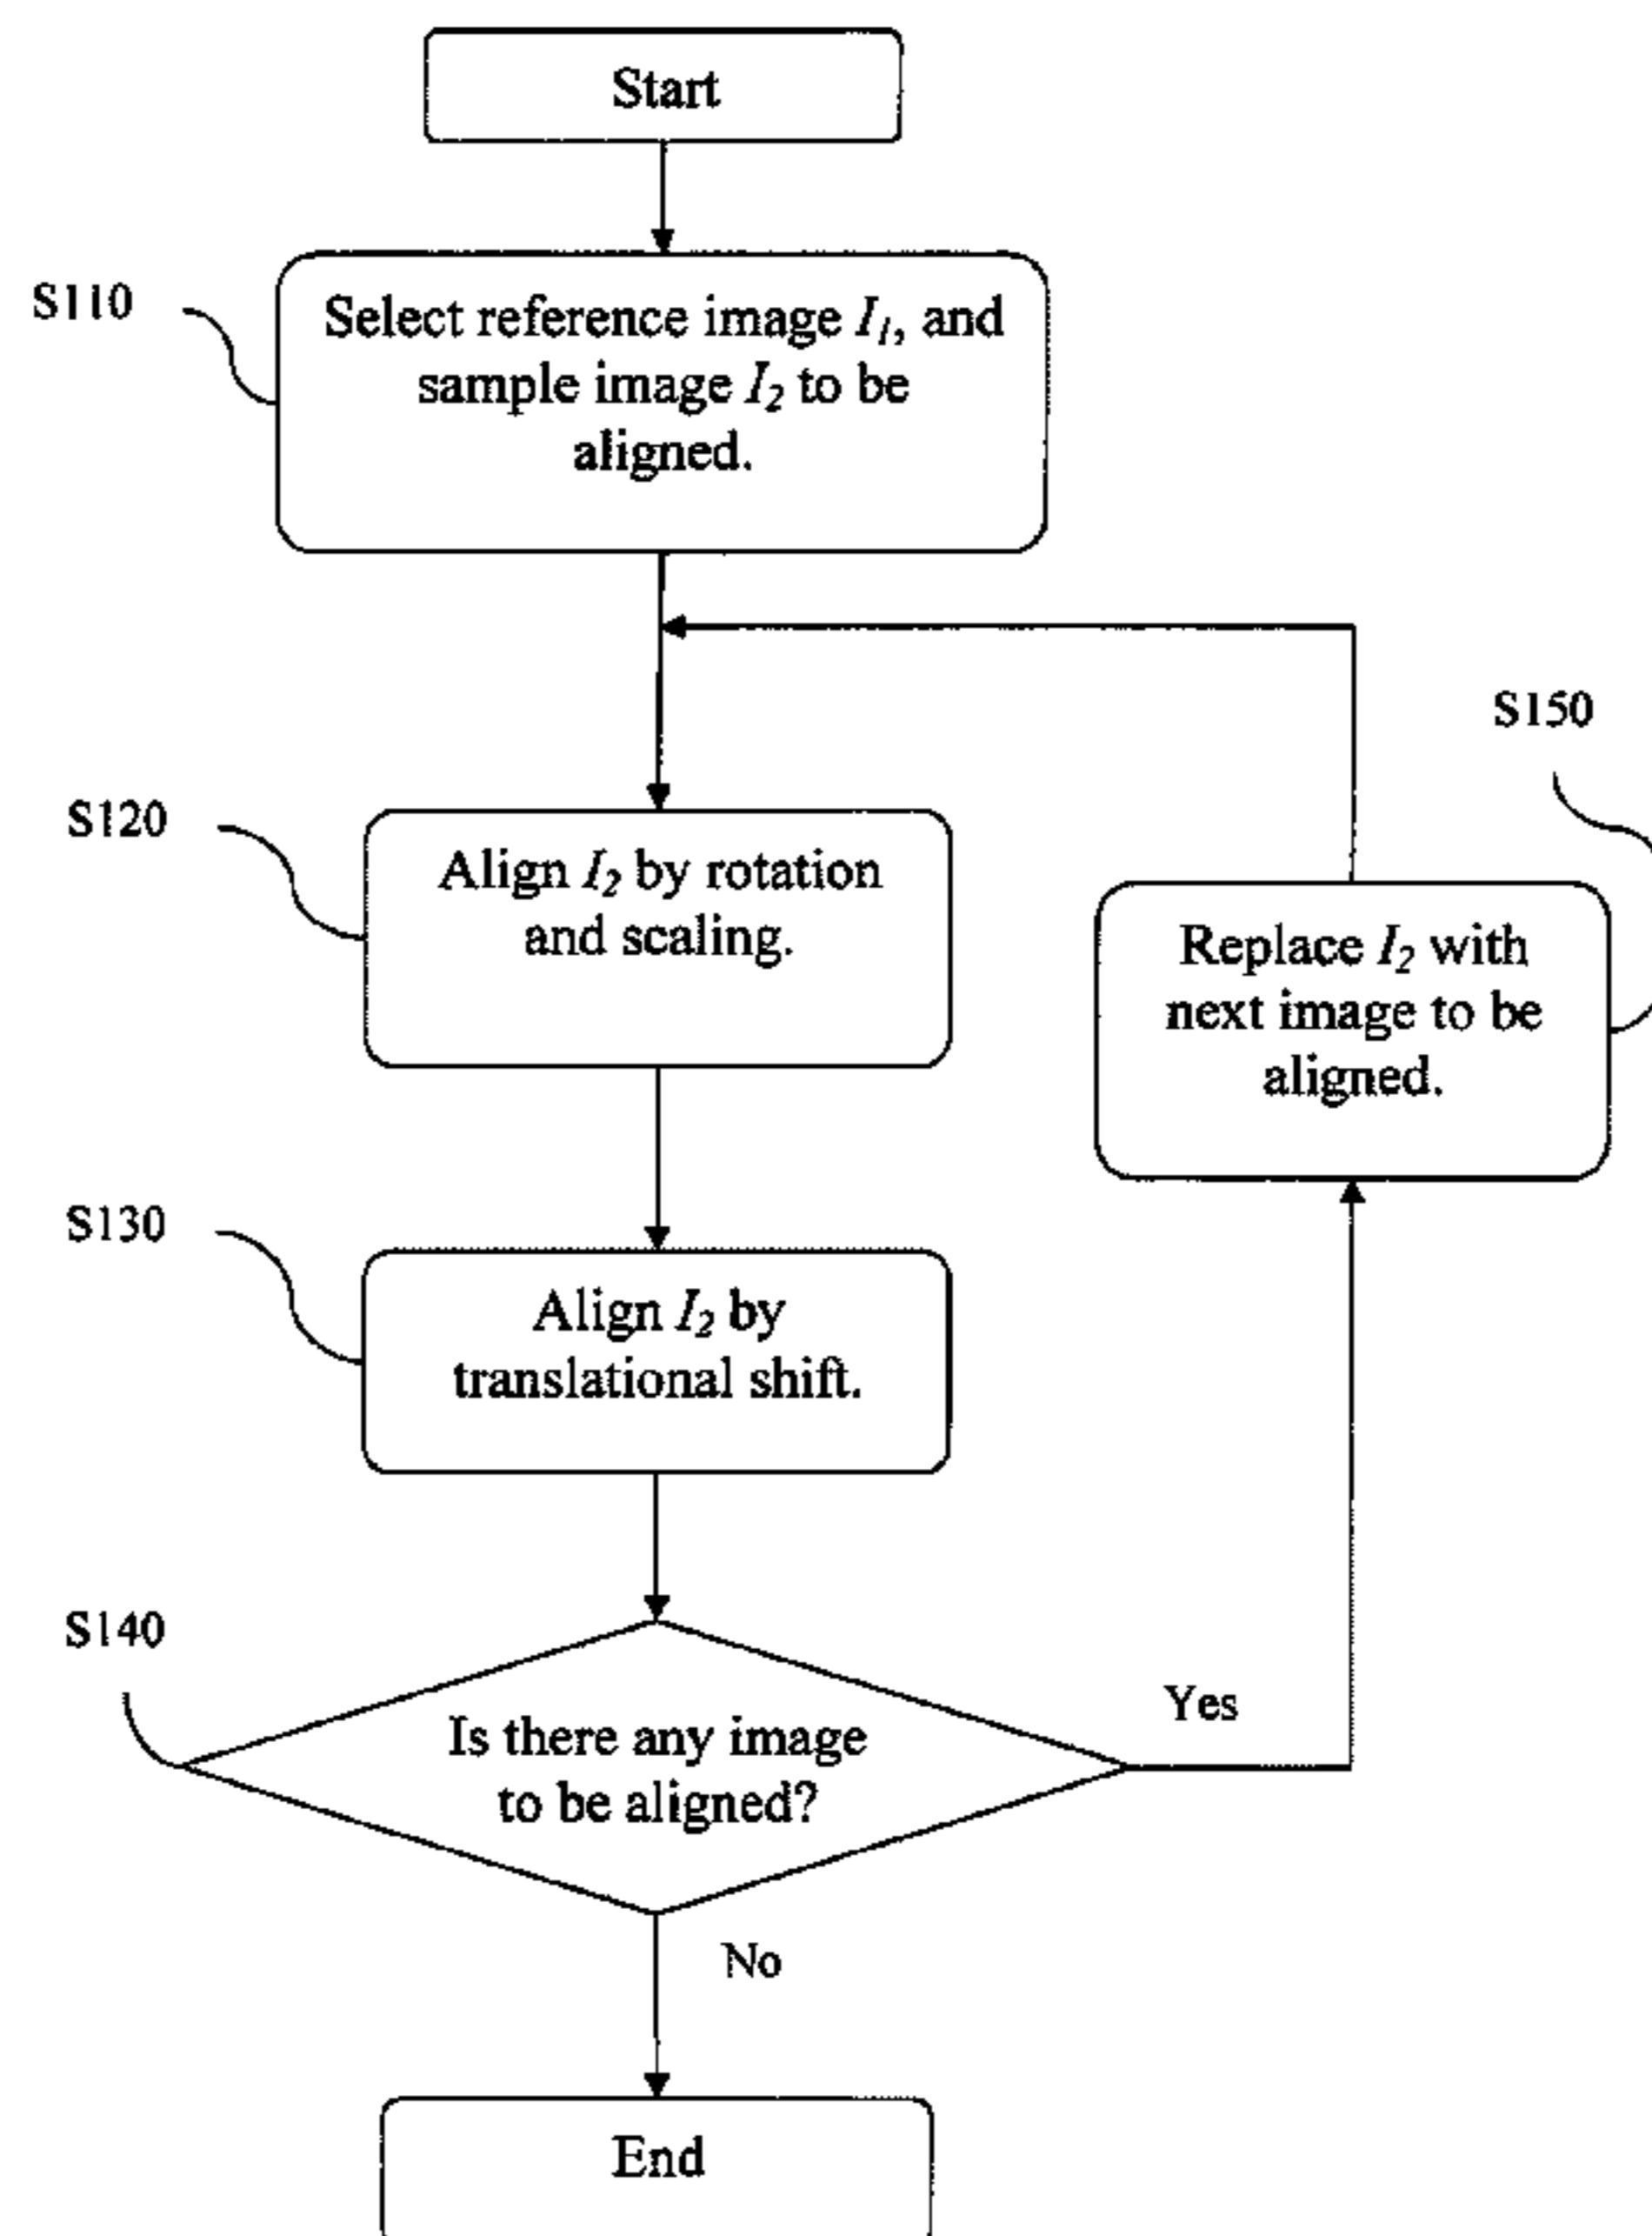 Start
S110
Select reference image I1, and
sample image I2 to be
aligned.
S120
Align I2 by rotation
and scaling.
S150
Replace I2 with
next image to be
aligned.
S130
Align I2 by
translational shift.
S140
Is there any image
to be aligned?
Yes
No
End